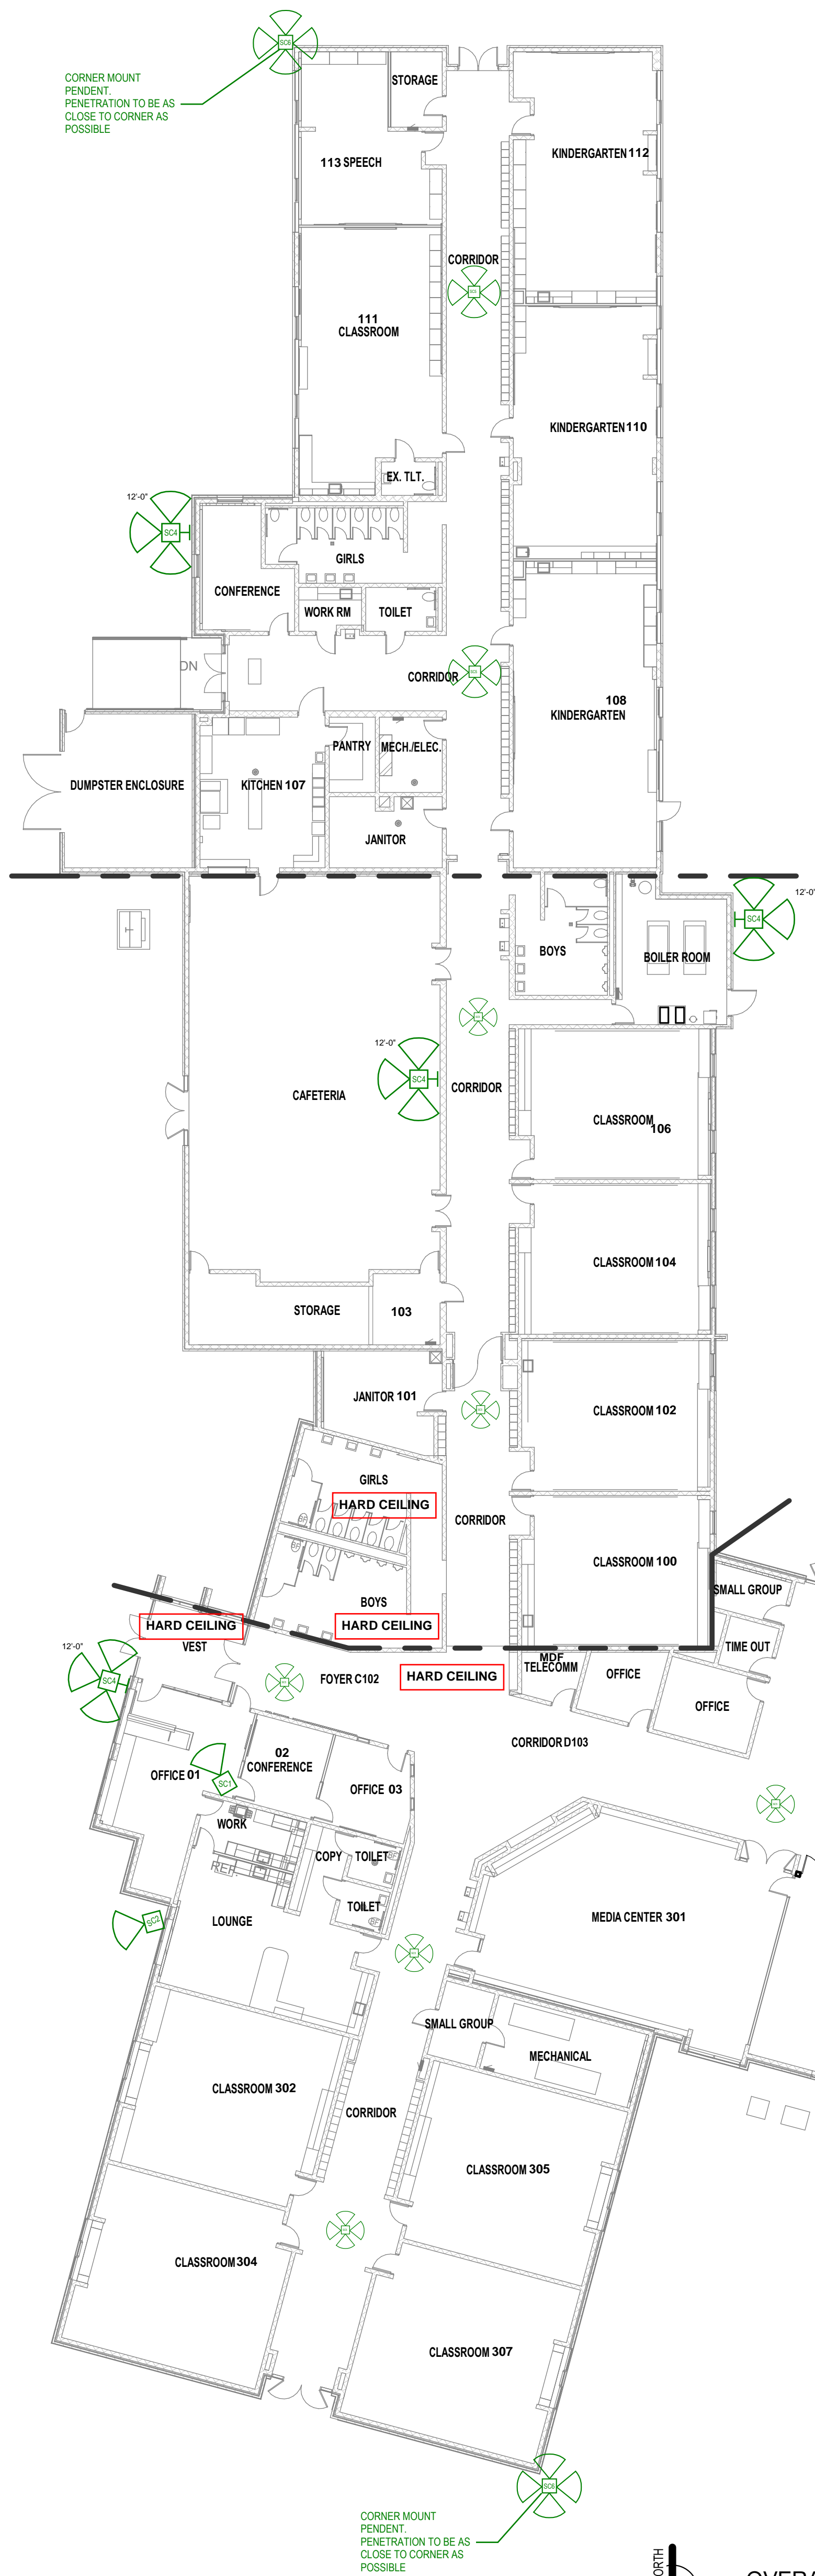 SC6
CORNER MOUNT
PENDENT.
PENETRATION TO BE AS
CLOSE TO CORNER AS
POSSIBLE
STORAGE
113 SPEECH
KINDERGARTEN 112
CORRIDOR
111
CLASSROOM
KINDERGARTEN 110
EX. TLT.
12'-0"
SC4
GIRLS
CONFERENCE
WORK RM
TOILET
DN
CORRIDOR
108
KINDERGARTEN
PANTRY
MECH./ELEC.
DUMPSTER ENCLOSURE
KITCHEN 107
JANITOR
12'-0"
SC4
BOYS
BOILER ROOM
12'-0"
SC4
CORRIDOR
CAFETERIA
CLASSROOM
106
CLASSROOM 104
STORAGE
103
JANITOR 101
CLASSROOM 102
GIRLS
HARD CEILING
CORRIDOR
CLASSROOM 100
SMALL GROUP
BOYS
HARD CEILING
HARD CEILING
VEST
12'-0"
SC4
TIME OUT
MDF
TELECOMM
FOYER C102
HARD CEILING
OFFICE
OFFICE
CORRIDOR D103
02
CONFERENCE
OFFICE 01
SC1
OFFICE 03
WORK
COPY
TOILET
REF.
TOILET
LOUNGE
SC2
MEDIA CENTER 301
SMALL GROUP
MECHANICAL
CLASSROOM 302
CORRIDOR
CLASSROOM 305
CLASSROOM 304
CLASSROOM 307
SC6
CORNER MOUNT
PENDENT.
PENETRATION TO BE AS
CLOSE TO CORNER AS
POSSIBLE
ORTH
OVERA